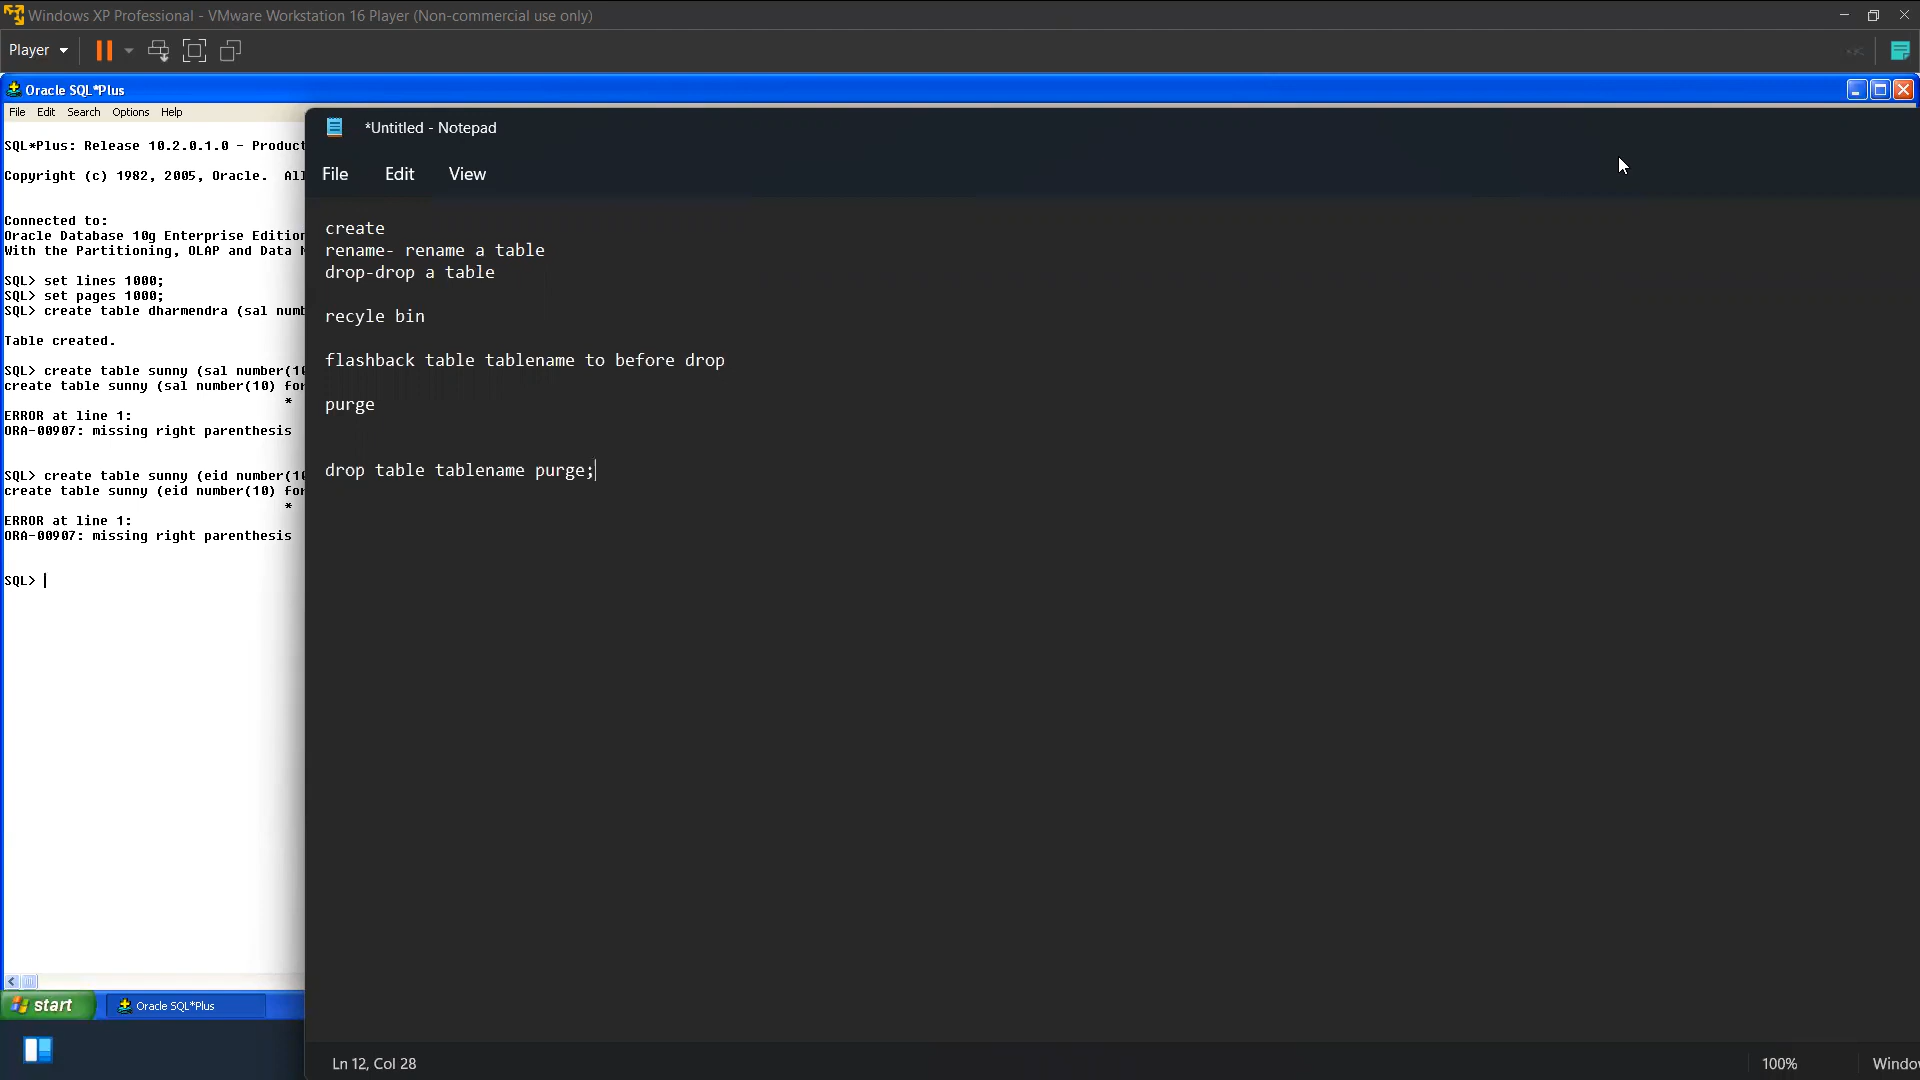 Windows XP Professional - VMware Workstation 16 Player (Non-commercial use only)
Player
Oracle SQL*Plus
File Edit Search Options Help
SQL*Plus: Release 10.2.0.1.0 - Product
Copyright (c) 1982, 2005, Oracle. All
Connected to:
Oracle Database 10g Enterprise Edition
With the Partitioning, OLAP and Data M
SQL> set lines 1000;
SQL> set pages 1000;
SQL> create table dharmendra (sal numb
Table created.
SQL> create table sunny (sal number(10
create table sunny (sal number(10) for
*
ERROR at line 1:
ORA-00907: missing right parenthesis
SQL> create table sunny (eid number(10
create table sunny (eid number(10) for
*
ERROR at line 1:
ORA-00907: missing right parenthesis
SQL>
*Untitled - Notepad
File Edit View
create
rename- rename a table
drop-drop a table
recyle bin
flashback table tablename to before drop
purge
drop table tablename purge;
start
Oracle SQL*Plus
Ln 12, Col 28
100%
Windo